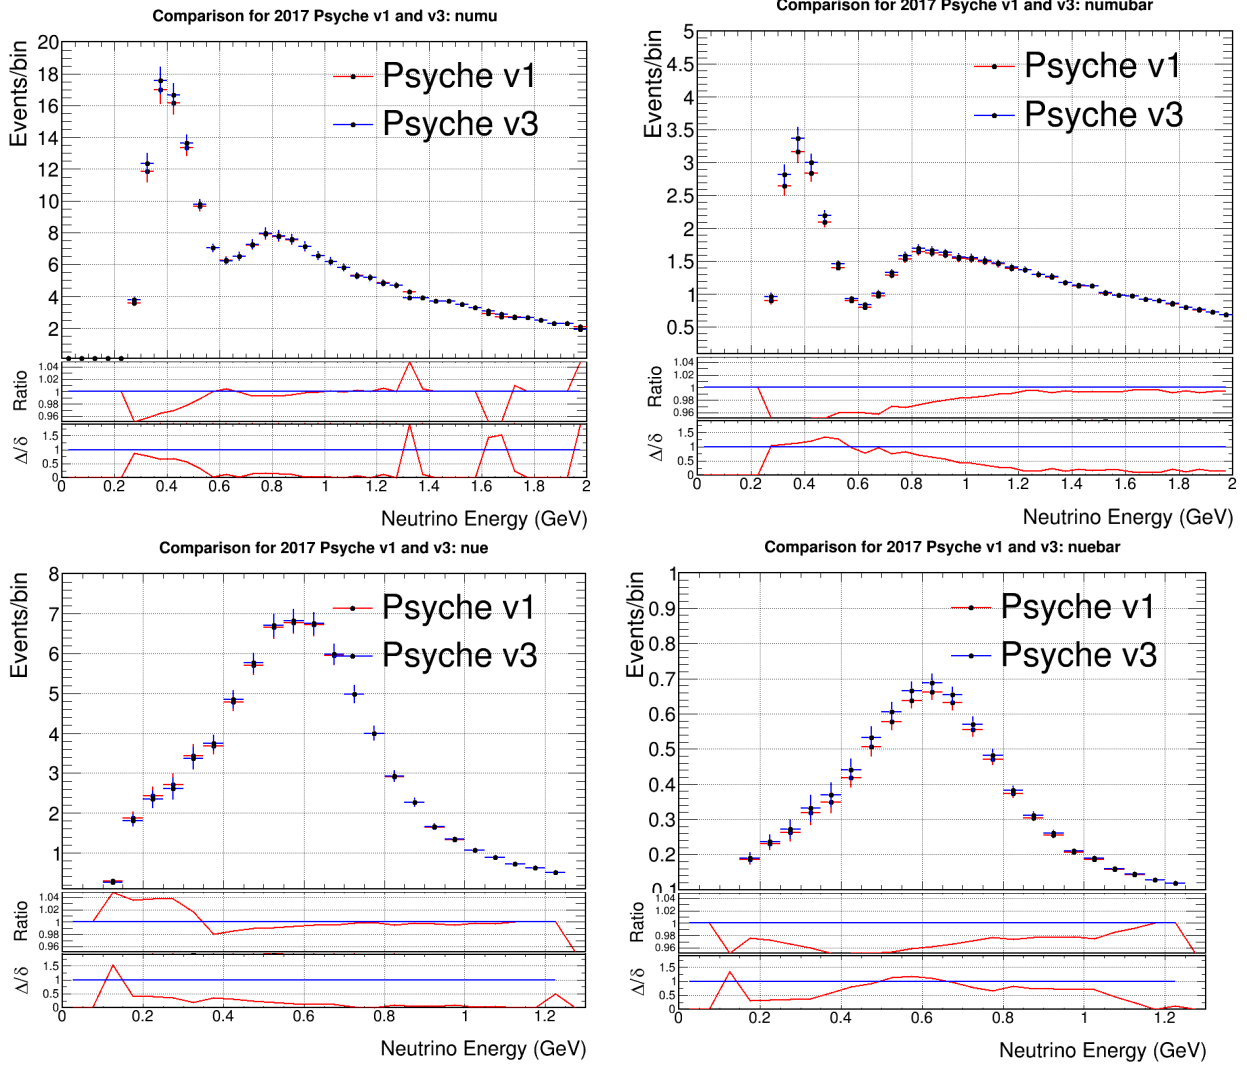 Comparison for 2017 Psyche v1 and v3: numu
Events/bin
20
18
16
14
12
10
8
6
4
2
Psyche v1
Psyche v3
Ratio
1.04
1.02
1
0.98
0.96
Δ/δ
1.5
1
0.5
0
0 0.2 0.4 0.6 0.8 1 1.2 1.4 1.6 1.8 2
Neutrino Energy (GeV)
Comparison for 2017 Psyche v1 and v3: numubar
Events/bin
5
4.5
4
3.5
3
2.5
2
1.5
1
0.5
Psyche v1
Psyche v3
Ratio
1.04
1.02
1
0.98
0.96
Δ/δ
1.5
1
0.5
0
0 0.2 0.4 0.6 0.8 1 1.2 1.4 1.6 1.8 2
Neutrino Energy (GeV)
Comparison for 2017 Psyche v1 and v3: nue
Events/bin
8
7
6
5
4
3
2
1
Psyche v1
Psyche v3
Ratio
1.04
1.02
1
0.98
0.96
Δ/δ
1.5
1
0.5
0
0 0.2 0.4 0.6 0.8 1 1.2
Neutrino Energy (GeV)
Comparison for 2017 Psyche v1 and v3: nuebar
Events/bin
1
0.9
0.8
0.7
0.6
0.5
0.4
0.3
0.2
0.1
Psyche v1
Psyche v3
Ratio
1.04
1.02
1
0.98
0.96
Δ/δ
1.5
1
0.5
0
0 0.2 0.4 0.6 0.8 1 1.2
Neutrino Energy (GeV)